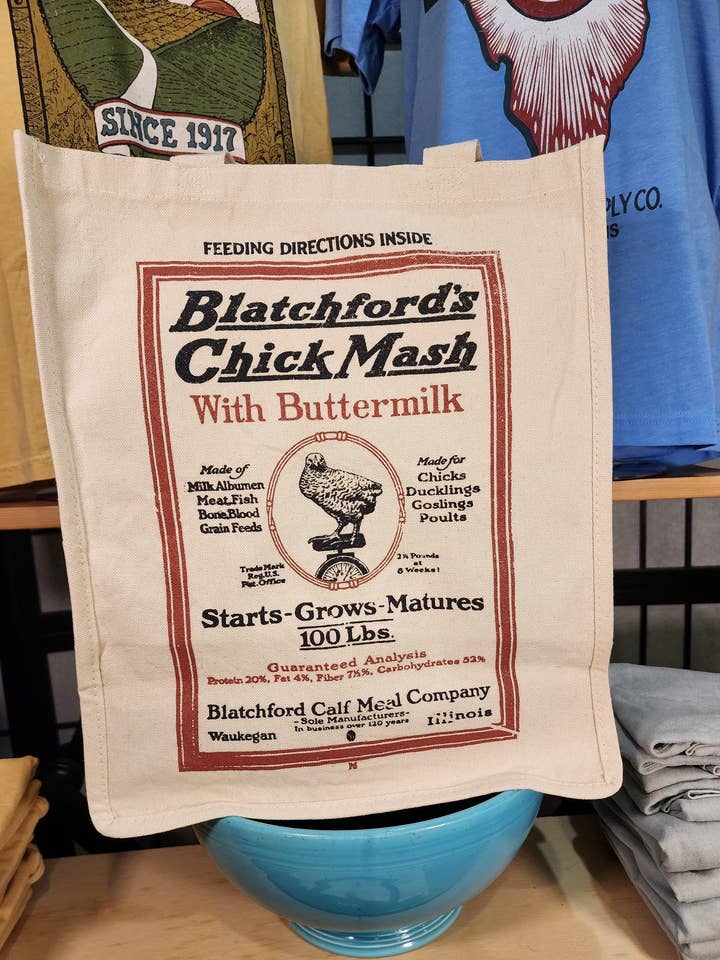 SINCE 1917
PLY CO.
IS
FEEDING DIRECTIONS INSIDE
Blatchford's
Chick Mash
With Buttermilk
Made of
Milk Albumen
Meat, Fish
Bone, Blood
Grain Feeds
Made for
Chicks
Ducklings
Goslings
Poults
Trade Mark
Reg. U.S.
Pat. Office
2¼ Pounds
at
8 Weeks!
Starts-Grows-Matures
100 Lbs.
Guaranteed Analysis
Protein 20%, Fat 4%, Fiber 7½%, Carbohydrates 52%
Blatchford Calf Meal Company
-Sole Manufacturers-
In business over 120 years
Waukegan Illinois